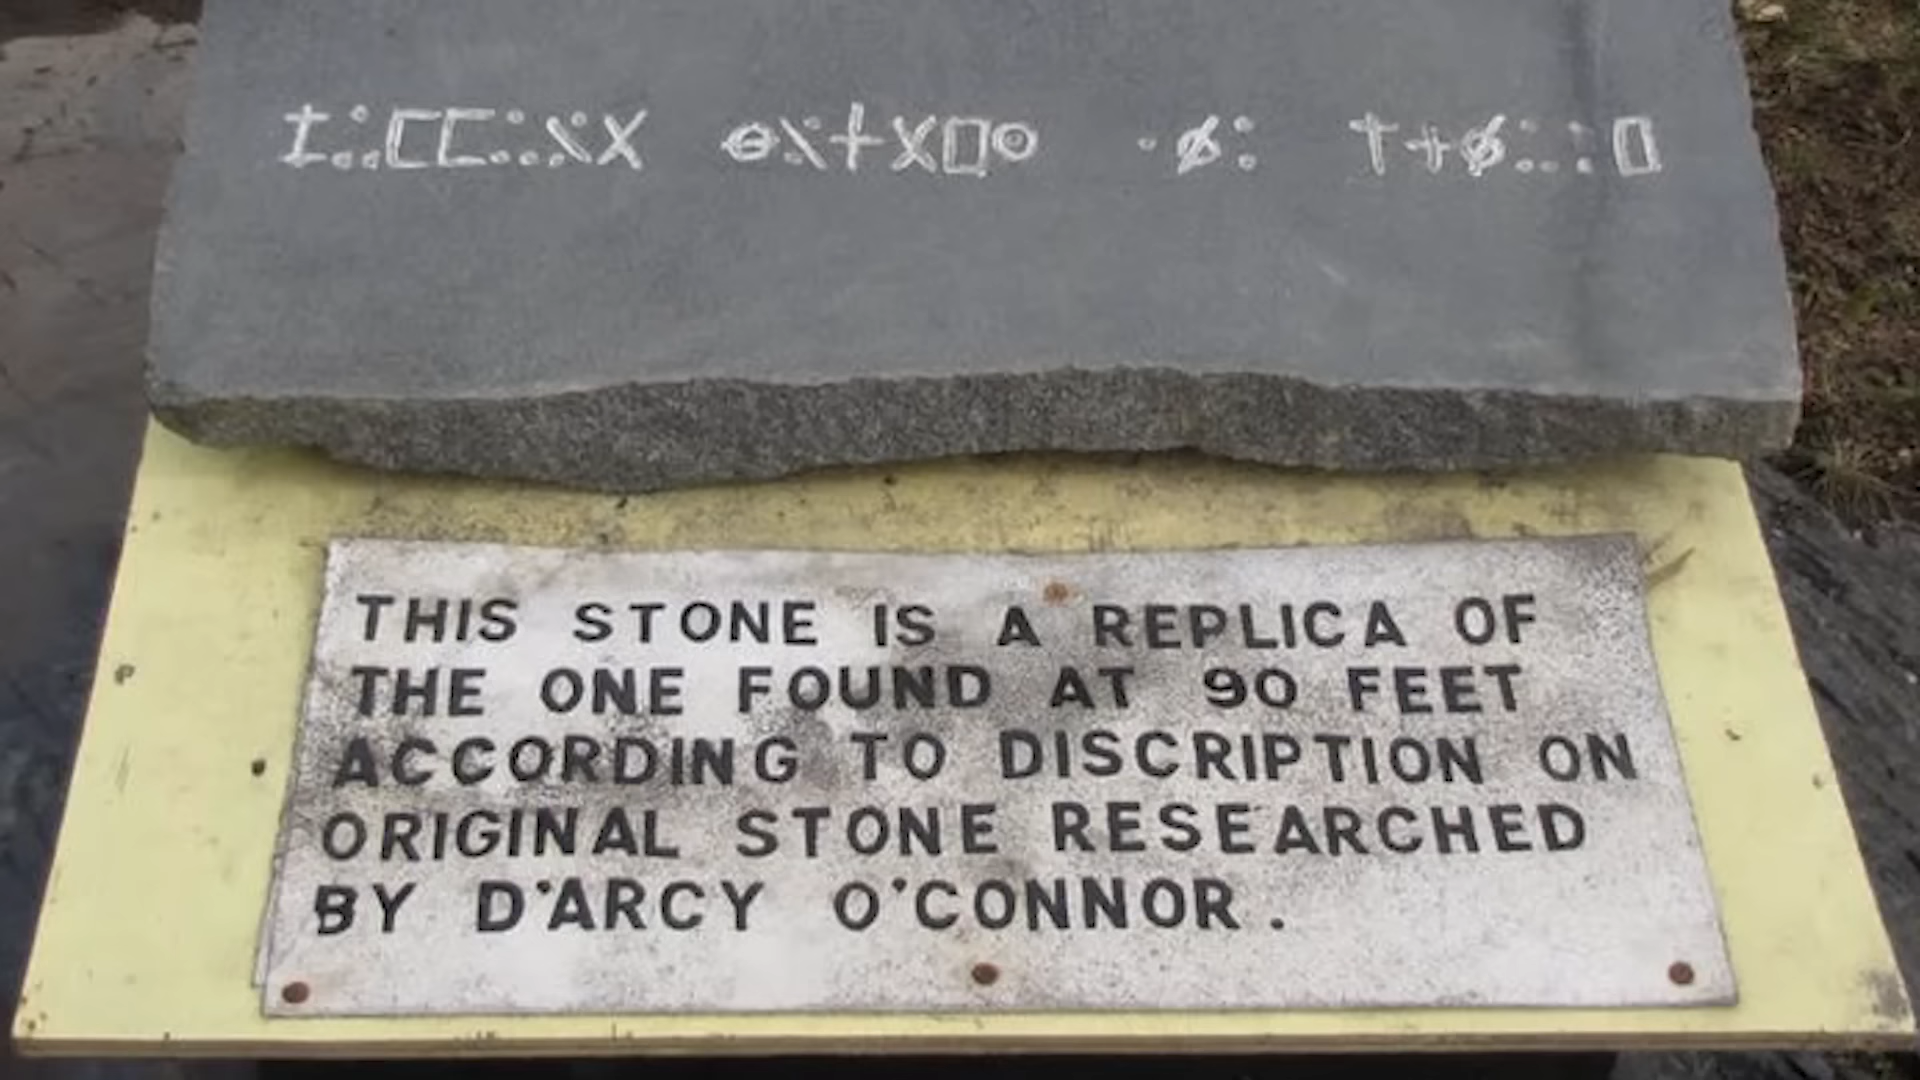 THIS STONE IS A REPLICA OF
THE ONE FOUND AT 90 FEET
ACCORDING TO DISCRIPTION ON
ORIGINAL STONE RESEARCHED
BY D'ARCY O'CONNOR.